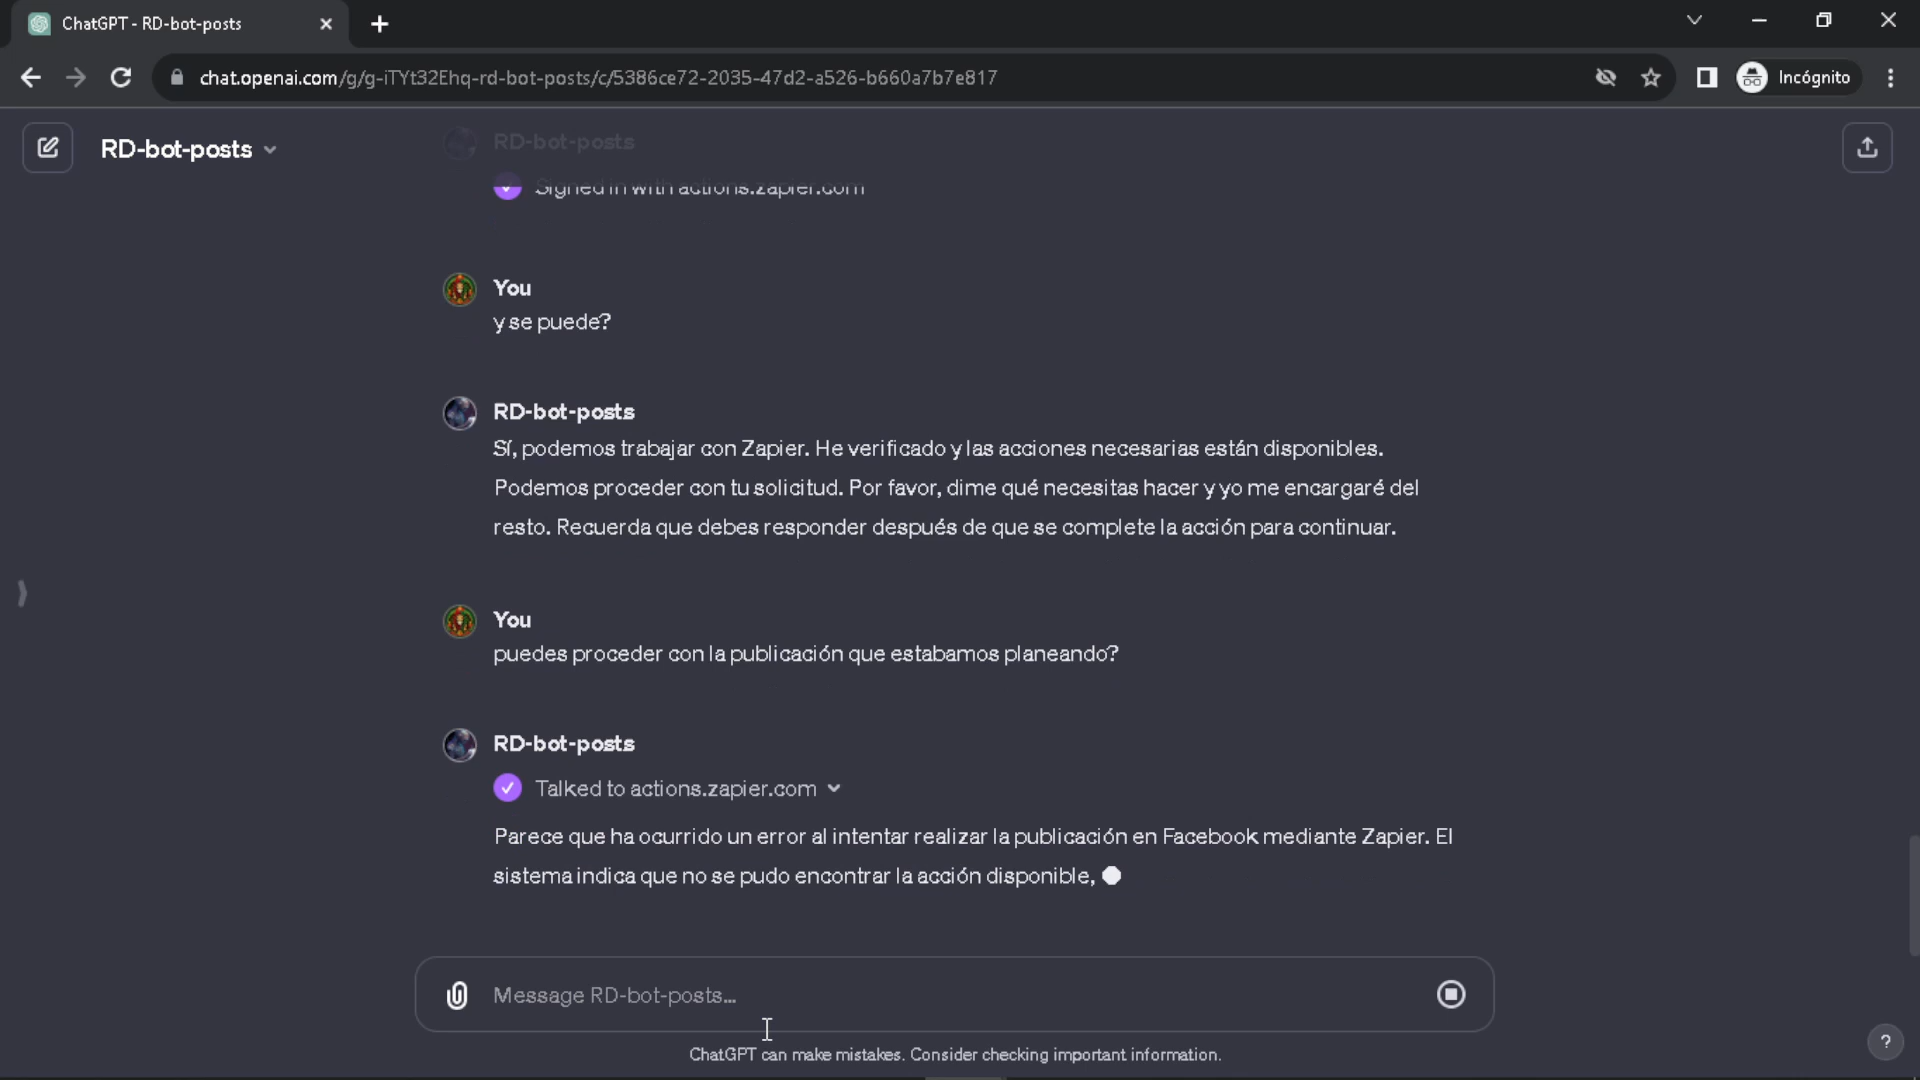 ChatGPT - RD-bot-posts
chat.openai.com/g/g-iTYt32Ehq-rd-bot-posts/c/5386ce72-2035-47d2-a526-b660a7b7e817
Incógnito
RD-bot-posts
RD-bot-posts
Signed in with actions.zapier.com
You
y se puede?
RD-bot-posts
Sí, podemos trabajar con Zapier. He verificado y las acciones necesarias están disponibles.
Podemos proceder con tu solicitud. Por favor, dime qué necesitas hacer y yo me encargaré del
resto. Recuerda que debes responder después de que se complete la acción para continuar.
You
puedes proceder con la publicación que estabamos planeando?
RD-bot-posts
Talked to actions.zapier.com
Parece que ha ocurrido un error al intentar realizar la publicación en Facebook mediante Zapier. El
sistema indica que no se pudo encontrar la acción disponible,
Message RD-bot-posts...
ChatGPT can make mistakes. Consider checking important information.
?